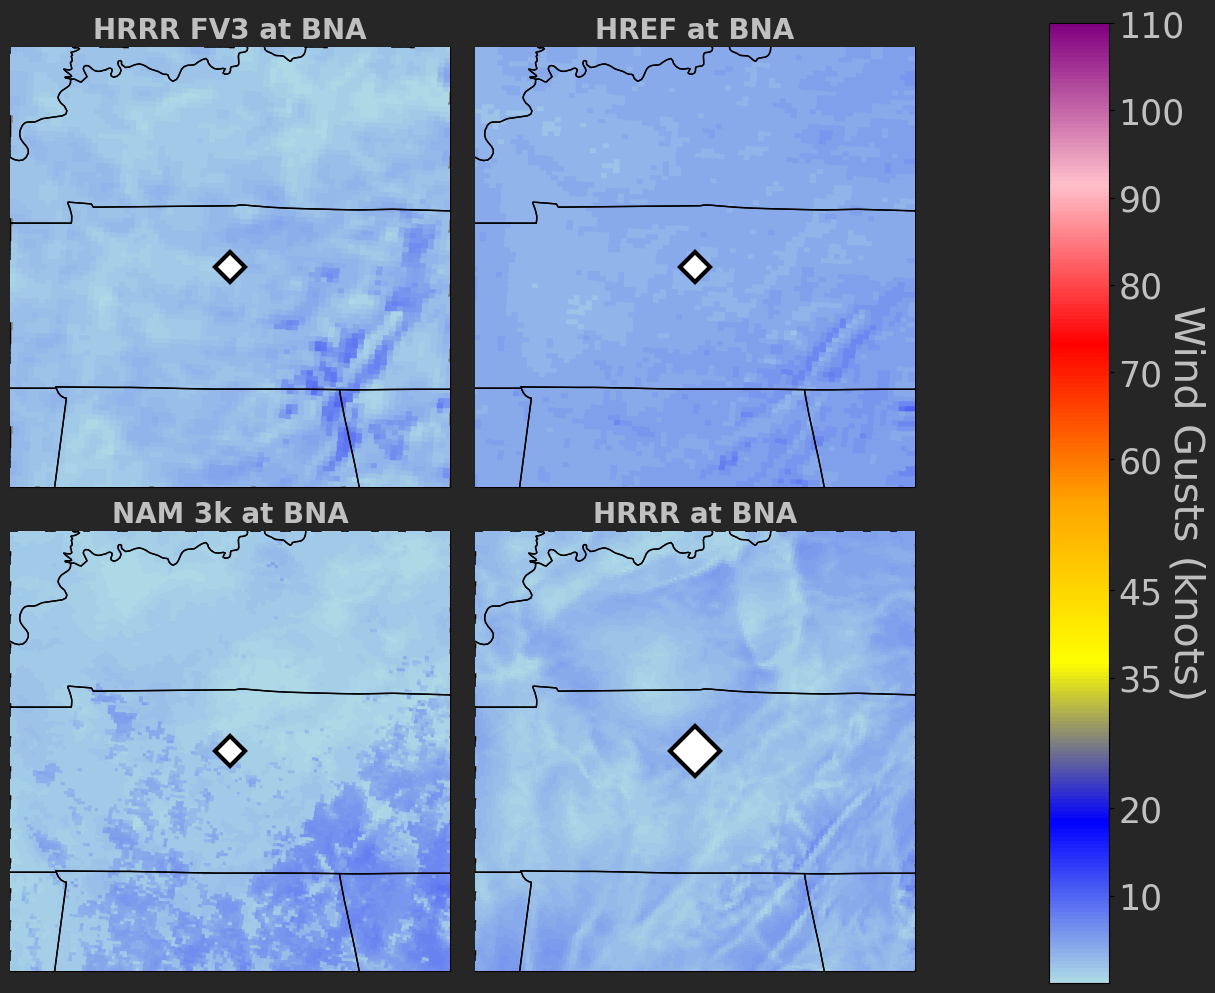 HRRR FV3 at BNA
HREF at BNA
NAM 3k at BNA
HRRR at BNA
110
100
90
80
70
60
45
35
20
10
Wind Gusts (knots)